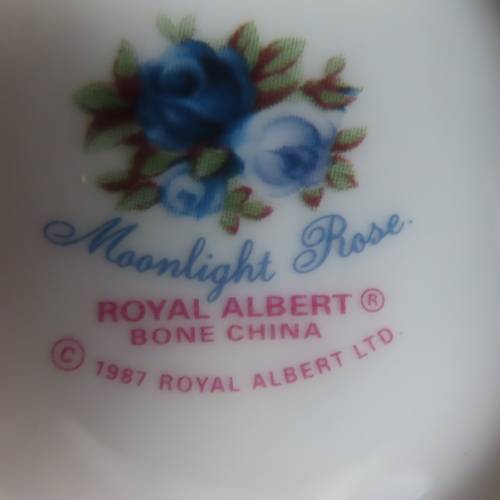 Moonlight Rose.
ROYAL ALBERT ®
BONE CHINA
© 1987 ROYAL ALBERT LTD.